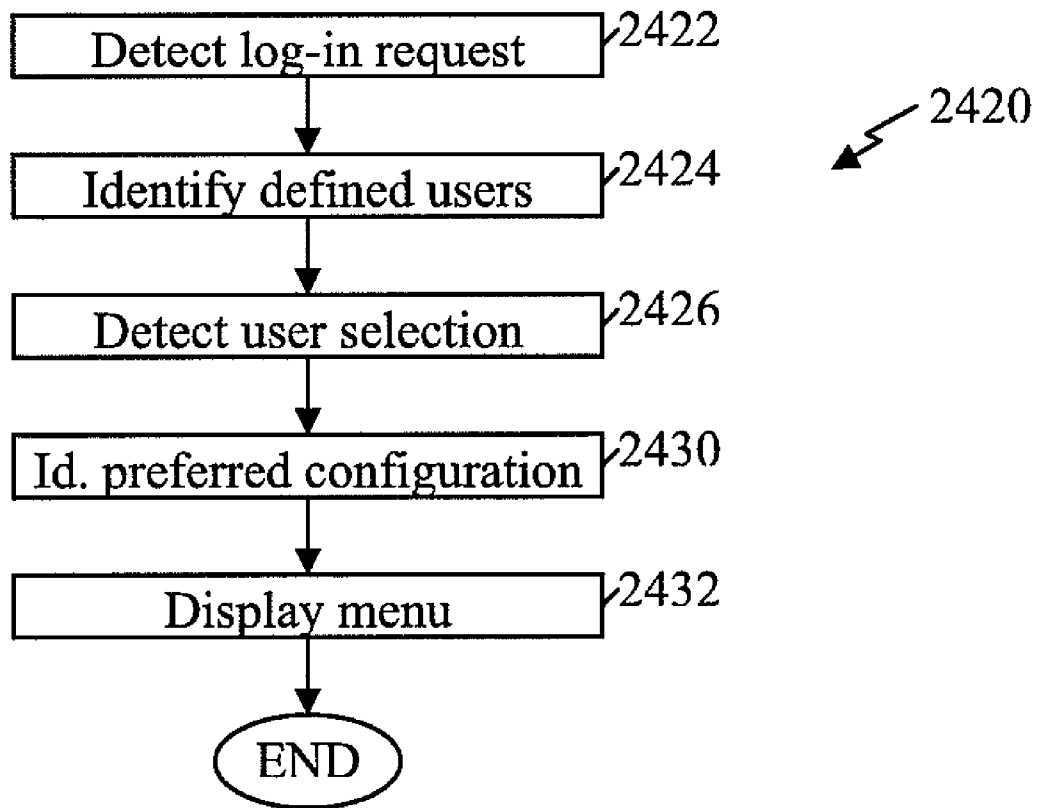 Detect log-in request 2422
2420
Identify defined users 2424
Detect user selection 2426
Id. preferred configuration 2430
Display menu 2432
END